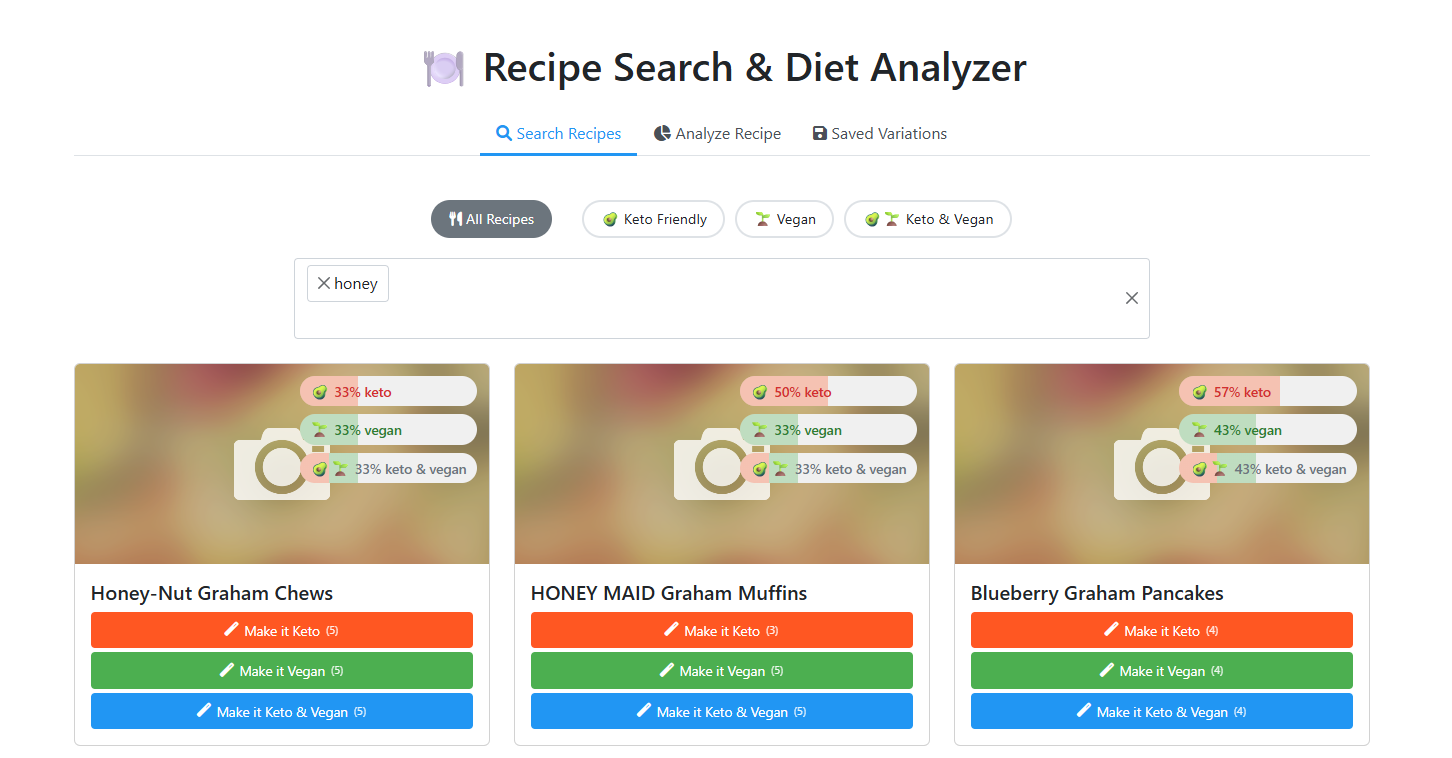 Recipe Search & Diet Analyzer
Search Recipes Analyze Recipe Saved Variations
All Recipes Keto Friendly Vegan Keto & Vegan
honey
33% keto
33% vegan
33% keto & vegan
Honey-Nut Graham Chews
Make it Keto (5)
Make it Vegan (5)
Make it Keto & Vegan (5)
50% keto
33% vegan
33% keto & vegan
HONEY MAID Graham Muffins
Make it Keto (3)
Make it Vegan (5)
Make it Keto & Vegan (5)
57% keto
43% vegan
43% keto & vegan
Blueberry Graham Pancakes
Make it Keto (4)
Make it Vegan (4)
Make it Keto & Vegan (4)